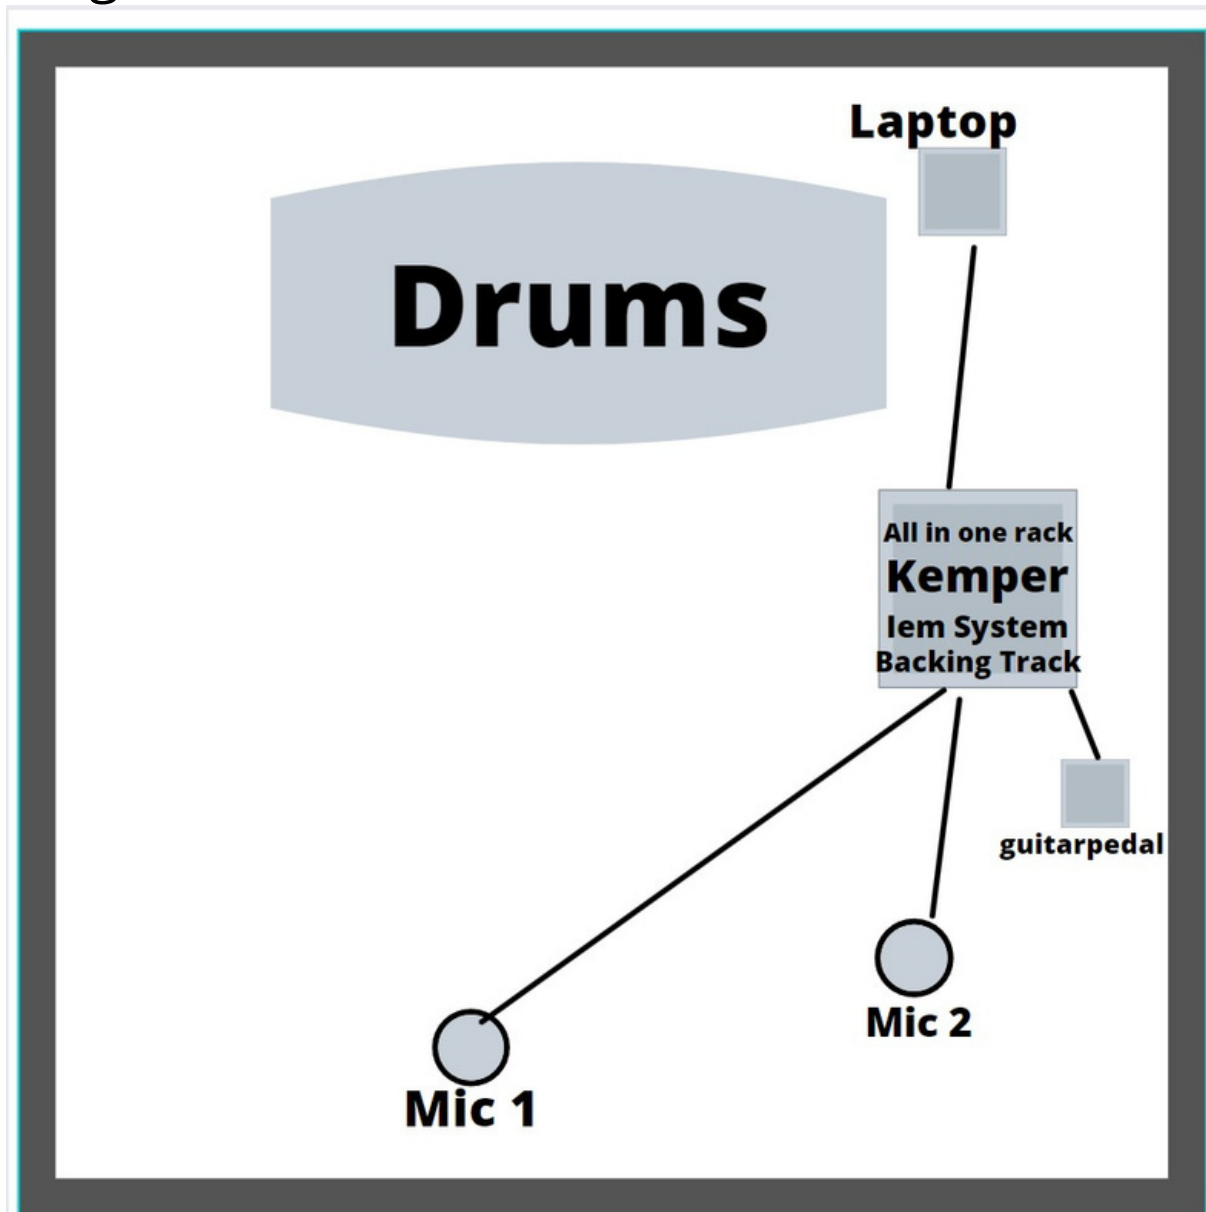 Laptop
Drums
All in one rack
Kemper
Iem System
Backing Track
guitarpedal
Mic 2
Mic 1